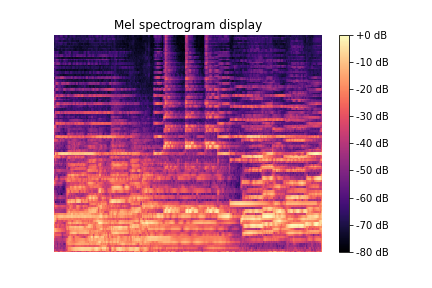 Mel spectrogram display
+0 dB
-10 dB
-20 dB
-30 dB
-40 dB
-50 dB
-60 dB
-70 dB
-80 dB